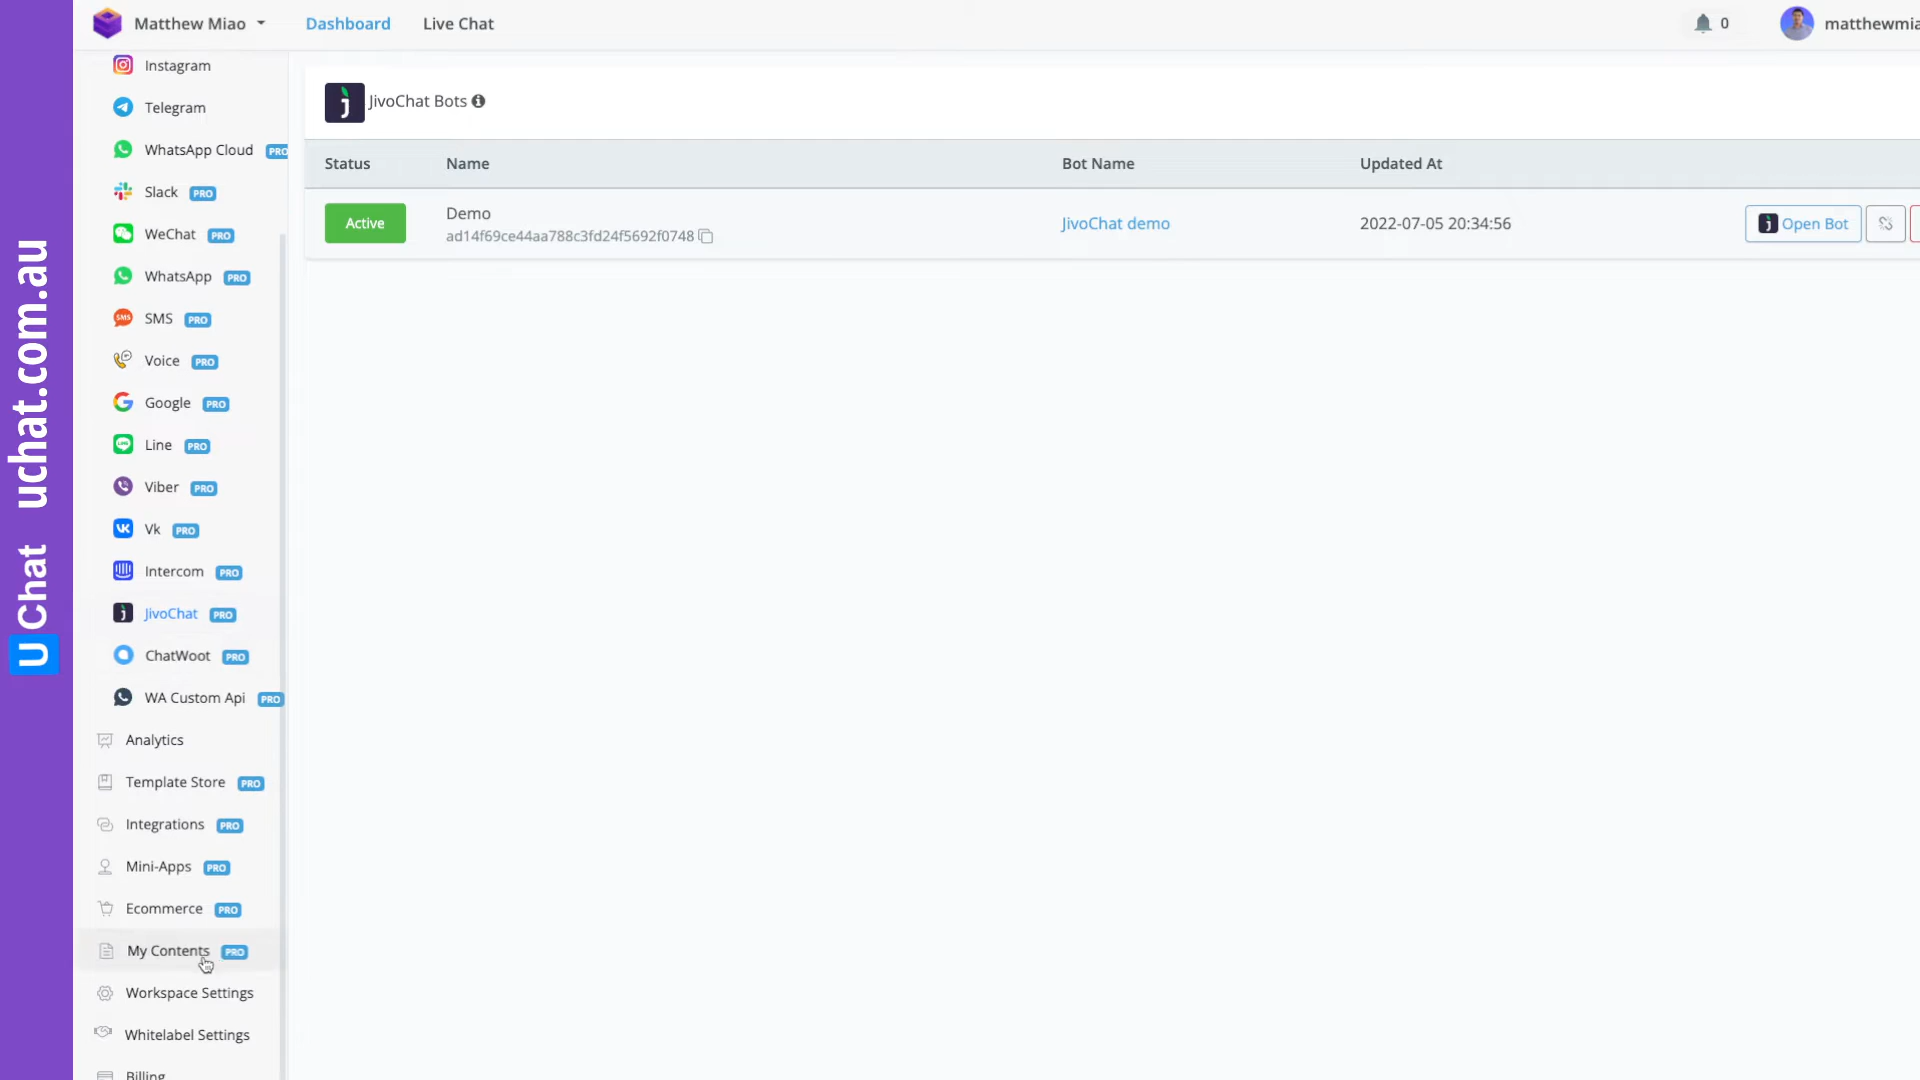 Matthew Miao
Dashboard
Live Chat
0
matthewmia
UChat uchat.com.au
Instagram
Telegram
WhatsApp Cloud PRO
Slack PRO
WeChat PRO
WhatsApp PRO
SMS PRO
Voice PRO
Google PRO
Line PRO
Viber PRO
Vk PRO
Intercom PRO
JivoChat PRO
ChatWoot PRO
WA Custom Api PRO
Analytics
Template Store PRO
Integrations PRO
Mini-Apps PRO
Ecommerce PRO
My Contents PRO
Workspace Settings
Whitelabel Settings
Billing
JivoChat Bots
Status Name Bot Name Updated At
Active
Demo
ad14f69ce44aa788c3fd24f5692f0748
JivoChat demo
2022-07-05 20:34:56
Open Bot